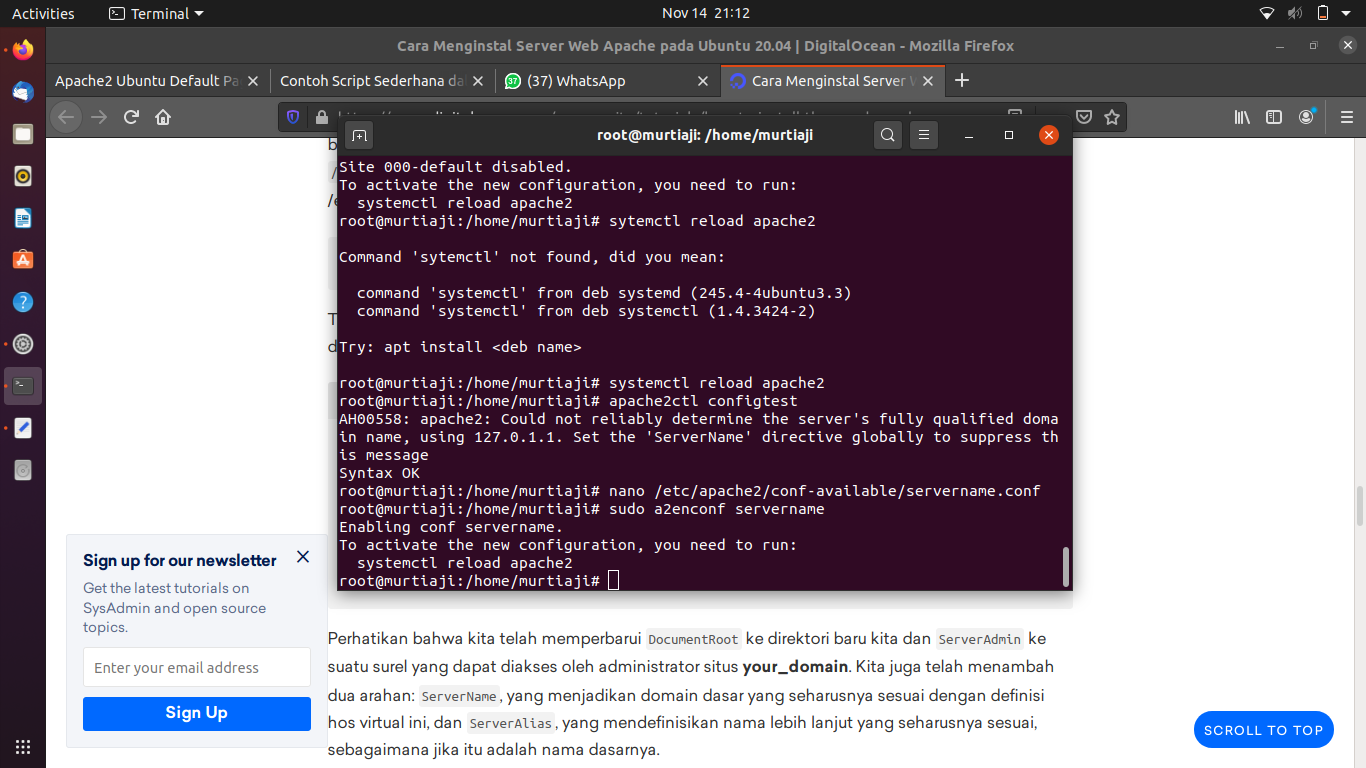 Activities
Terminal
Nov 14 21:12
Cara Menginstal Server Web Apache pada Ubuntu 20.04 | DigitalOcean - Mozilla Firefox
Apache2 Ubuntu Default Pa
Contoh Script Sederhana da
37
(37) WhatsApp
Cara Menginstal Server W
root@murtiaji: /home/murtiaji
Site 000-default disabled.
To activate the new configuration, you need to run:
systemctl reload apache2
root@murtiaji:/home/murtiaji# sytemctl reload apache2
Command 'sytemctl' not found, did you mean:
command 'systemctl' from deb systemd (245.4-4ubuntu3.3)
command 'systemctl' from deb systemctl (1.4.3424-2)
Try: apt install <deb name>
root@murtiaji:/home/murtiaji# systemctl reload apache2
root@murtiaji:/home/murtiaji# apache2ctl configtest
AH00558: apache2: Could not reliably determine the server's fully qualified doma
in name, using 127.0.1.1. Set the 'ServerName' directive globally to suppress th
is message
Syntax OK
root@murtiaji:/home/murtiaji# nano /etc/apache2/conf-available/servername.conf
root@murtiaji:/home/murtiaji# sudo a2enconf servername
Enabling conf servername.
To activate the new configuration, you need to run:
systemctl reload apache2
root@murtiaji:/home/murtiaji#
Sign up for our newsletter
Get the latest tutorials on
SysAdmin and open source
topics.
Enter your email address
Sign Up
Perhatikan bahwa kita telah memperbarui DocumentRoot ke direktori baru kita dan ServerAdmin ke
suatu surel yang dapat diakses oleh administrator situs your_domain. Kita juga telah menambah
dua arahan: ServerName, yang menjadikan domain dasar yang seharusnya sesuai dengan definisi
hos virtual ini, dan ServerAlias, yang mendefinisikan nama lebih lanjut yang seharusnya sesuai,
sebagaimana jika itu adalah nama dasarnya.
SCROLL TO TOP